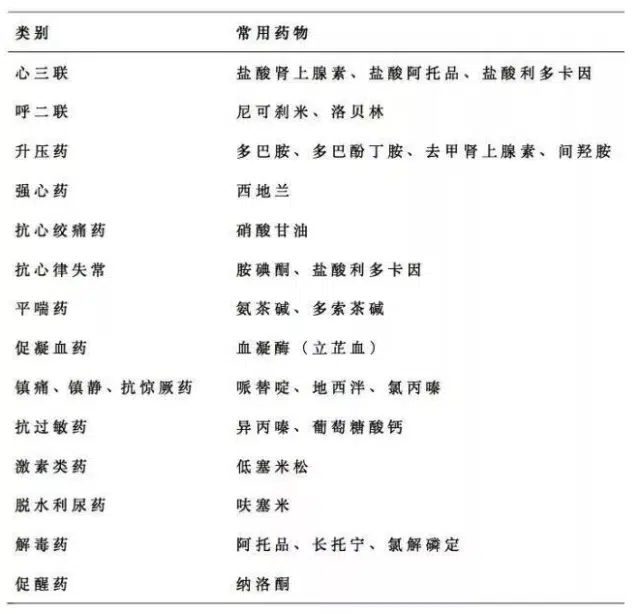 类别 常用药物
心三联 盐酸肾上腺素、盐酸阿托品、盐酸利多卡因
呼二联 尼可刹米、洛贝林
升压药 多巴胺、多巴酚丁胺、去甲肾上腺素、间羟胺
强心药 西地兰
抗心绞痛药 硝酸甘油
抗心律失常 胺碘酮、盐酸利多卡因
平喘药 氨茶碱、多索茶碱
促凝血药 血凝酶（立芷血）
镇痛、镇静、抗惊厥药 哌替啶、地西泮、氯丙嗪
抗过敏药 异丙嗪、葡萄糖酸钙
激素类药 低塞米松
脱水利尿药 呋塞米
解毒药 阿托品、长托宁、氯解磷定
促醒药 纳洛酮